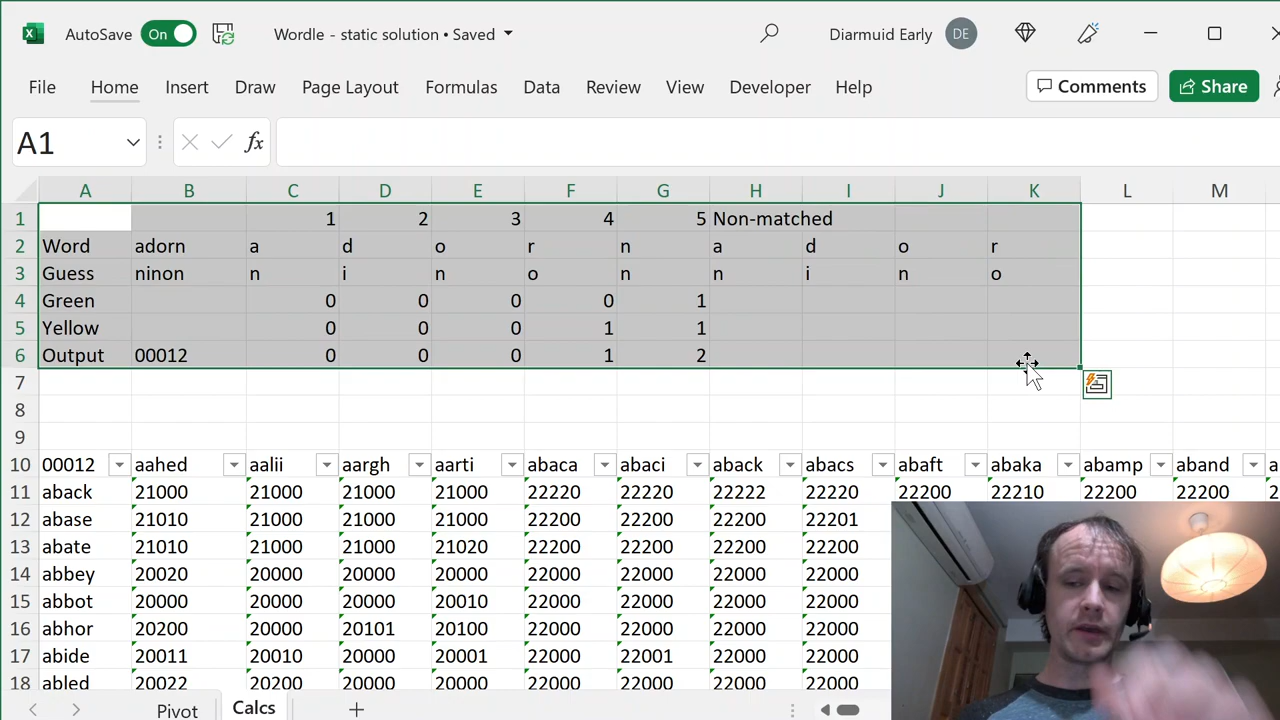 AutoSave On Wordle - static solution • Saved Diarmuid Early DE
File Home Insert Draw Page Layout Formulas Data Review View Developer Help Comments Share
A1 fx
A B C D E F G H I J K L M
1 1 2 3 4 5 Non-matched
2 Word adorn a d o r n a d o r
3 Guess ninon n i n o n n i n o
4 Green 0 0 0 0 1
5 Yellow 0 0 0 1 1
6 Output 00012 0 0 0 1 2
7
8
9
10 00012 aahed aalii aargh aarti abaca abaci aback abacs abaft abaka abamp aband a
11 aback 21000 21000 21000 21000 22220 22220 22222 22220 22200 22210 22200 22200 2
12 abase 21010 21000 21000 21000 22200 22200 22200 22201
13 abate 21010 21000 21000 21020 22200 22200 22200 22200
14 abbey 20020 20000 20000 20000 22000 22000 22000 22000
15 abbot 20000 20000 20000 20010 22000 22000 22000 22000
16 abhor 20200 20000 20101 20100 22000 22000 22000 22000
17 abide 20011 20010 20000 20001 22000 22001 22000 22000
18 abled 20022 20200 20000 20000 22000 22000 22000 22000
Pivot Calcs